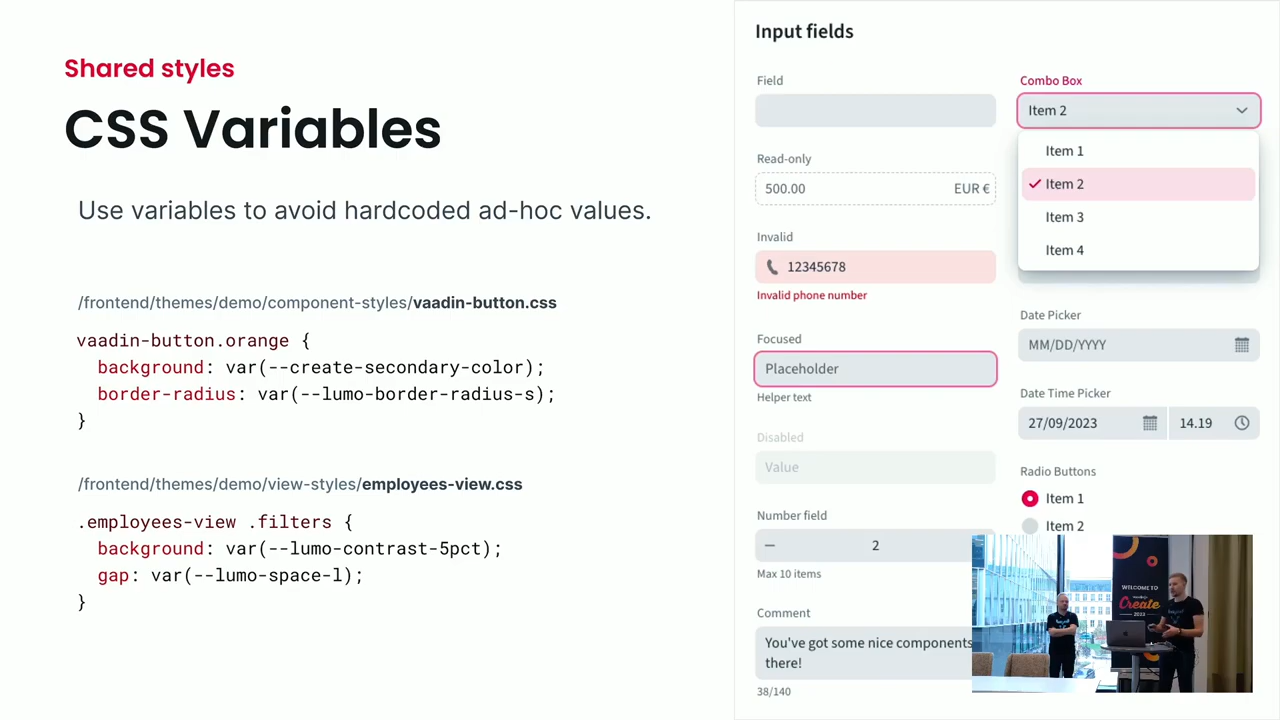 Shared styles
CSS Variables
Use variables to avoid hardcoded ad-hoc values.
/frontend/themes/demo/component-styles/vaadin-button.css
vaadin-button.orange {
  background: var(--create-secondary-color);
  border-radius: var(--lumo-border-radius-s);
}
/frontend/themes/demo/view-styles/employees-view.css
.employees-view .filters {
  background: var(--lumo-contrast-5pct);
  gap: var(--lumo-space-l);
}
Input fields
Field
Read-only
500.00 EUR €
Invalid
12345678
Invalid phone number
Focused
Placeholder
Helper text
Disabled
Value
Number field
2
Max 10 items
Comment
You've got some nice components
there!
38/140
Combo Box
Item 2
Item 1
Item 2
Item 3
Item 4
Date Picker
MM/DD/YYYY
Date Time Picker
27/09/2023 14.19
Radio Buttons
Item 1
Item 2
WELCOME TO
Create
2023